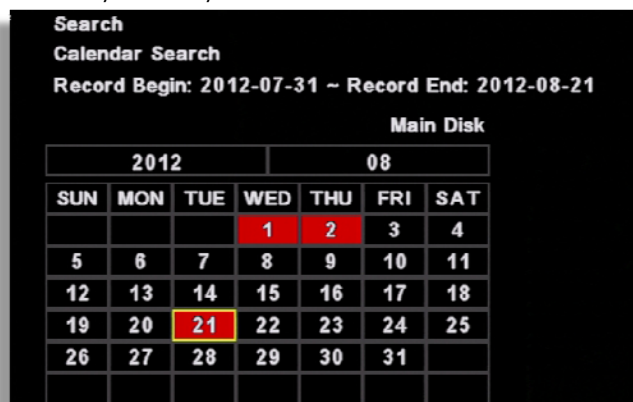 Search
Calendar Search
Record Begin: 2012-07-31 ~ Record End: 2012-08-21
Main Disk
2012 08
SUN MON TUE WED THU FRI SAT
1 2 3 4
5 6 7 8 9 10 11
12 13 14 15 16 17 18
19 20 21 22 23 24 25
26 27 28 29 30 31